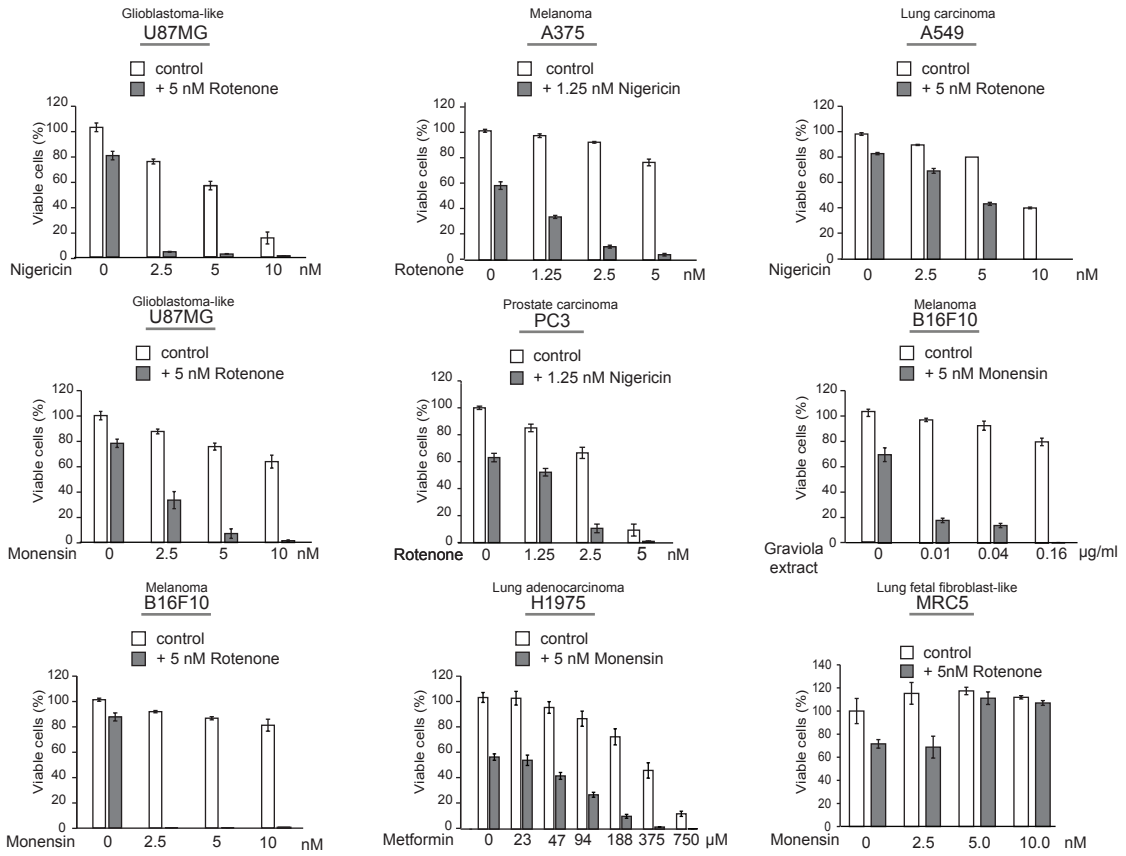 Glioblastoma-like
U87MG
control
+ 5 nM Rotenone
Viable cells (%)
120
100
80
60
40
20
0
Nigericin 0 2.5 5 10 nM
Melanoma
A375
control
+ 1.25 nM Nigericin
Viable cells (%)
120
100
80
60
40
20
0
Rotenone 0 1.25 2.5 5 nM
Lung carcinoma
A549
control
+ 5 nM Rotenone
Viable cells (%)
120
100
80
60
40
20
0
Nigericin 0 2.5 5 10 nM
Glioblastoma-like
U87MG
control
+ 5 nM Rotenone
Viable cells (%)
120
100
80
60
40
20
0
Monensin 0 2.5 5 10 nM
Prostate carcinoma
PC3
control
+ 1.25 nM Nigericin
Viable cells (%)
120
100
80
60
40
20
0
Rotenone 0 1.25 2.5 5 nM
Melanoma
B16F10
control
+ 5 nM Monensin
Viable cells (%)
120
100
80
60
40
20
0
Graviola 0 0.01 0.04 0.16 µg/ml
extract
Melanoma
B16F10
control
+ 5 nM Rotenone
Viable cells (%)
120
100
80
60
40
20
0
Monensin 0 2.5 5 10 nM
Lung adenocarcinoma
H1975
control
+ 5 nM Monensin
Viable cells (%)
120
100
80
60
40
20
0
Metformin 0 23 47 94 188 375 750 µM
Lung fetal fibroblast-like
MRC5
control
+ 5nM Rotenone
Viable cells (%)
140
120
100
80
60
40
20
0
Monensin 0 2.5 5.0 10.0 nM